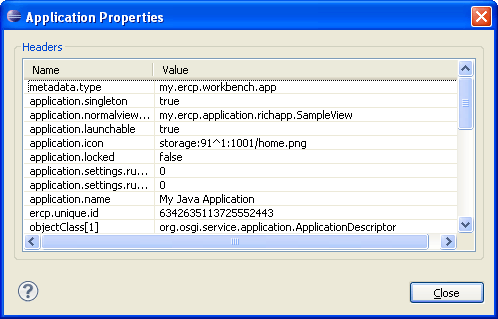 Application Properties
Headers
Name Value
metadata.type my.ercp.workbench.app
application.singleton true
application.normalview... my.ercp.application.richapp.SampleView
application.launchable true
application.icon storage:91^1:1001/home.png
application.locked false
application.settings.ru... 0
application.settings.ru... 0
application.name My Java Application
ercp.unique.id 6342635113725552443
objectClass[1] org.osgi.service.application.ApplicationDescriptor
Close